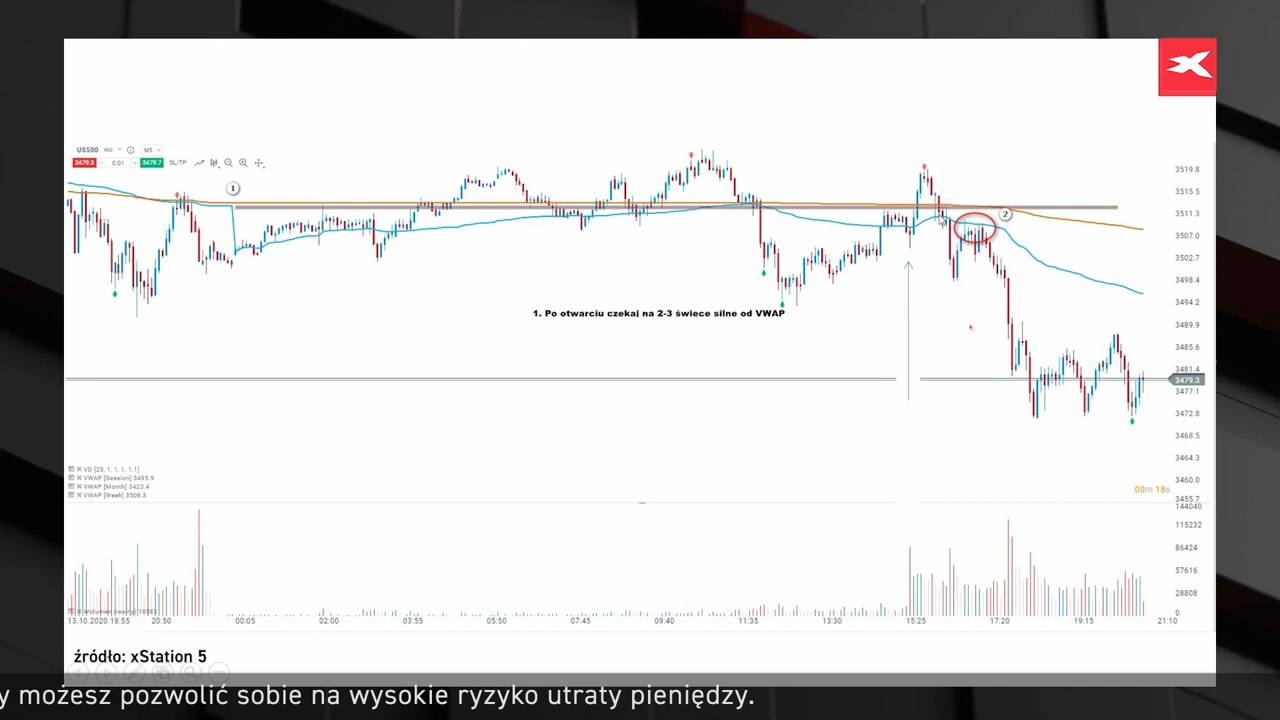 US500 IND M5
3479.3 0.01 3479.7 SL/TP
1
2
1. Po otwarciu czekaj na 2-3 świece silne od VWAP
3519.8
3515.5
3511.3
3507.0
3502.7
3498.4
3494.2
3489.9
3485.6
3481.4
3479.3
3477.1
3472.8
3468.5
3464.3
3460.0
3455.7
VD [20, 1, 1, 1, 1.1]
VWAP [Session] 3495.9
VWAP [Month] 3423.4
VWAP [Week] 3508.3
00m 18s
144040
115232
86424
57616
28808
0
Wolumen (realny) 18583
13.10.2020 18:55 20:50 00:05 02:00 03:55 05:50 07:45 09:40 11:35 13:30 15:25 17:20 19:15 21:10
źródło: xStation 5
y możesz pozwolić sobie na wysokie ryzyko utraty pieniędzy.